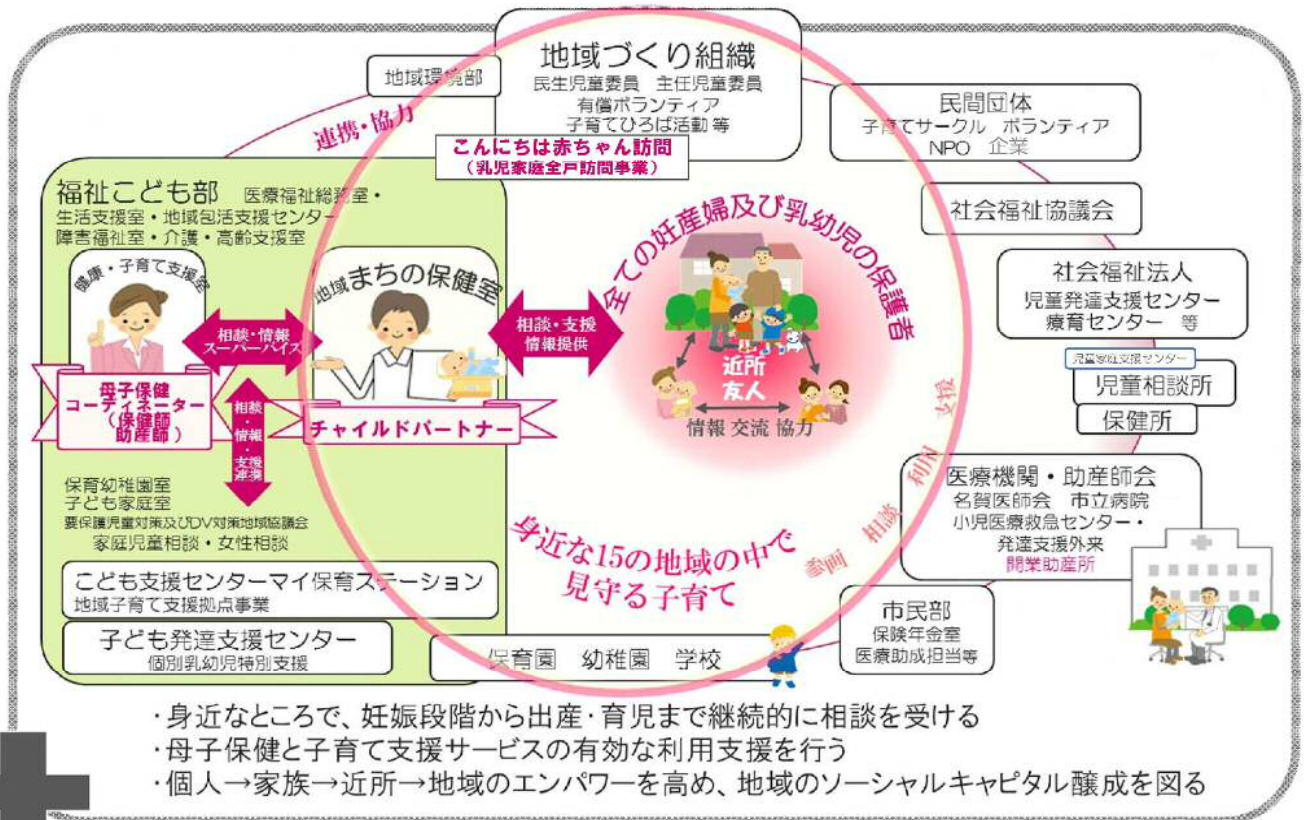 地域づくり組織
民生児童委員 主任児童委員
有償ボランティア
子育てひろば活動 等
地域環境部
連携・協力
こんにちは赤ちゃん訪問
(乳児家庭全戸訪問事業)
民間団体
子育てサークル ボランティア
NPO 企業
社会福祉協議会
社会福祉法人
児童発達支援センター
療育センター 等
児童家庭支援センター
児童相談所
保健所
医療機関・助産師会
名賀医師会 市立病院
小児医療救急センター・
発達支援外来
開業助産所
市民部
保険年金室
医療助成担当等
福祉こども部 医療福祉総務室・
生活支援室・地域包活支援センター
障害福祉室・介護・高齢支援室
健康・子育て支援室
母子保健
コーディネーター
(保健師
助産師)
相談・情報
スーパーバイズ
地域まちの保健室
チャイルドパートナー
相談・情報・支援
連携
相談・支援
情報提供
全ての妊産婦及び乳幼児の保護者
近所
友人
情報 交流 協力
参画 相談 利用 支援
身近な15の地域の中で
見守る子育て
保育幼稚園室
子ども家庭室
要保護児童対策及びDV対策地域協議会
家庭児童相談・女性相談
こども支援センターマイ保育ステーション
地域子育て支援拠点事業
子ども発達支援センター
個別乳幼児特別支援
保育園 幼稚園 学校
・身近なところで、妊娠段階から出産・育児まで継続的に相談を受ける
・母子保健と子育て支援サービスの有効な利用支援を行う
・個人→家族→近所→地域のエンパワーを高め、地域のソーシャルキャピタル醸成を図る